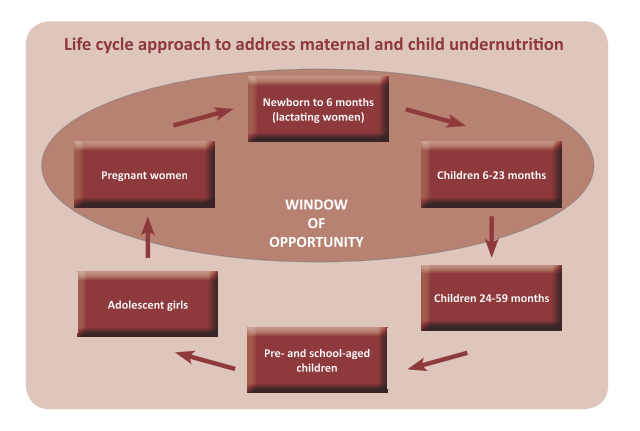 Life cycle approach to address maternal and child undernutrition
Newborn to 6 months
(lactating women)
Pregnant women
Children 6-23 months
WINDOW
OF
OPPORTUNITY
Adolescent girls
Children 24-59 months
Pre- and school-aged
children